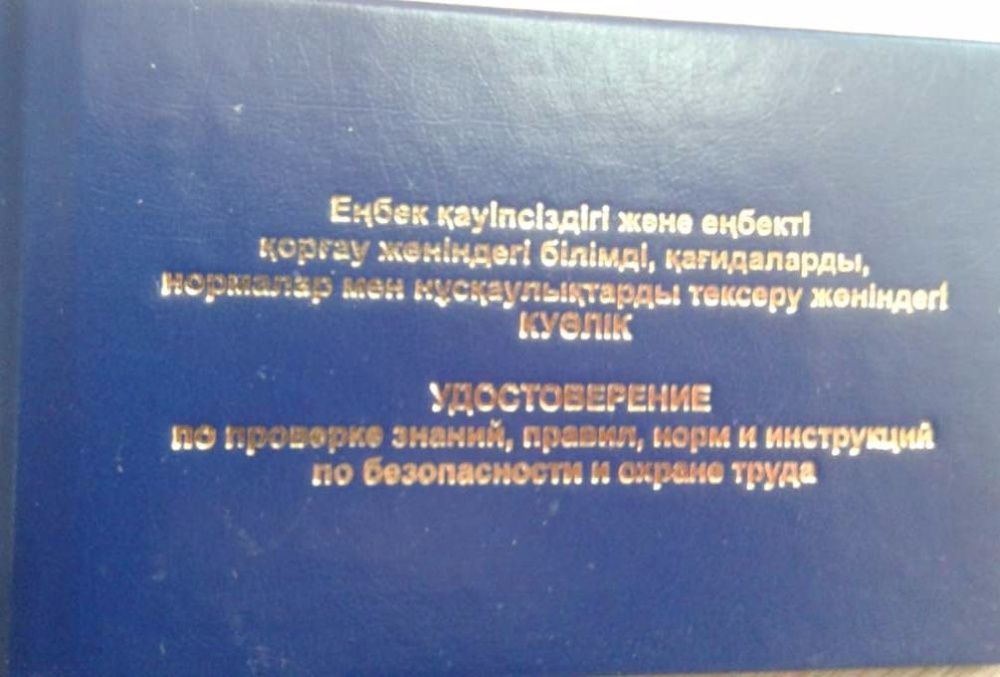 Еңбек қауіпсіздігі және еңбекті
қорғау жөніндегі білімді, қағидаларды,
нормалар мен нұсқаулықтарды тексеру жөніндегі
КУӘЛІК
УДОСТОВЕРЕНИЕ
по проверке знаний, правил, норм и инструкций
по безопасности и охране труда